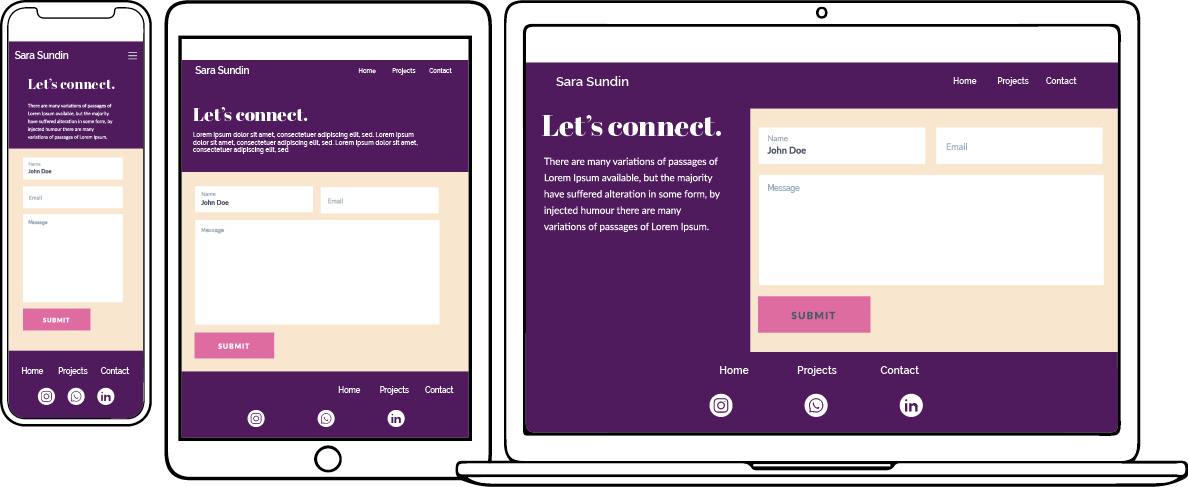 Sara Sundin
Let's connect.
There are many variations of passages of
Lorem Ipsum available, but the majority
have suffered alteration in some form, by
injected humour there are many
variations of passages of Lorem Ipsum.
Name
John Doe
Email
Message
SUBMIT
Home Projects Contact
in
Sara Sundin
Home Projects Contact
Let's connect.
Lorem ipsum dolor sit amet, consectetuer adipiscing elit, sed. Lorem ipsum
dolor sit amet, consectetuer adipiscing elit, sed. Lorem ipsum dolor sit amet,
consectetuer adipiscing elit, sed
Name
John Doe
Email
Message
SUBMIT
Home Projects Contact
in
Sara Sundin
Home Projects Contact
Let's connect.
There are many variations of passages of
Lorem Ipsum available, but the majority
have suffered alteration in some form, by
injected humour there are many
variations of passages of Lorem Ipsum.
Name
John Doe
Email
Message
SUBMIT
Home Projects Contact
in